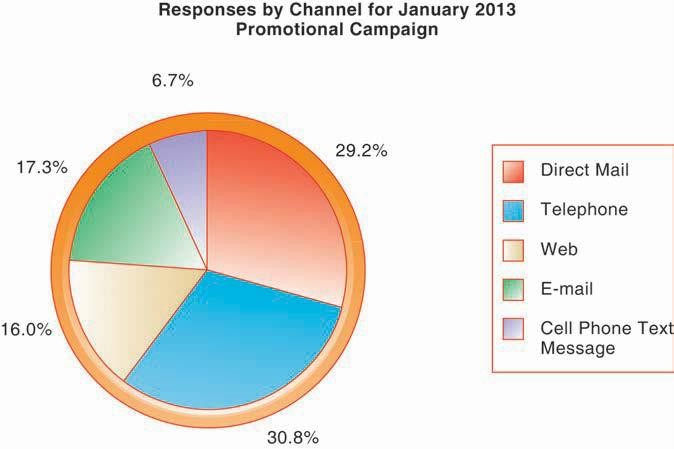 Responses by Channel for January 2013
Promotional Campaign
6.7%
29.2%
17.3%
16.0%
30.8%
Direct Mail
Telephone
Web
E-mail
Cell Phone Text
Message